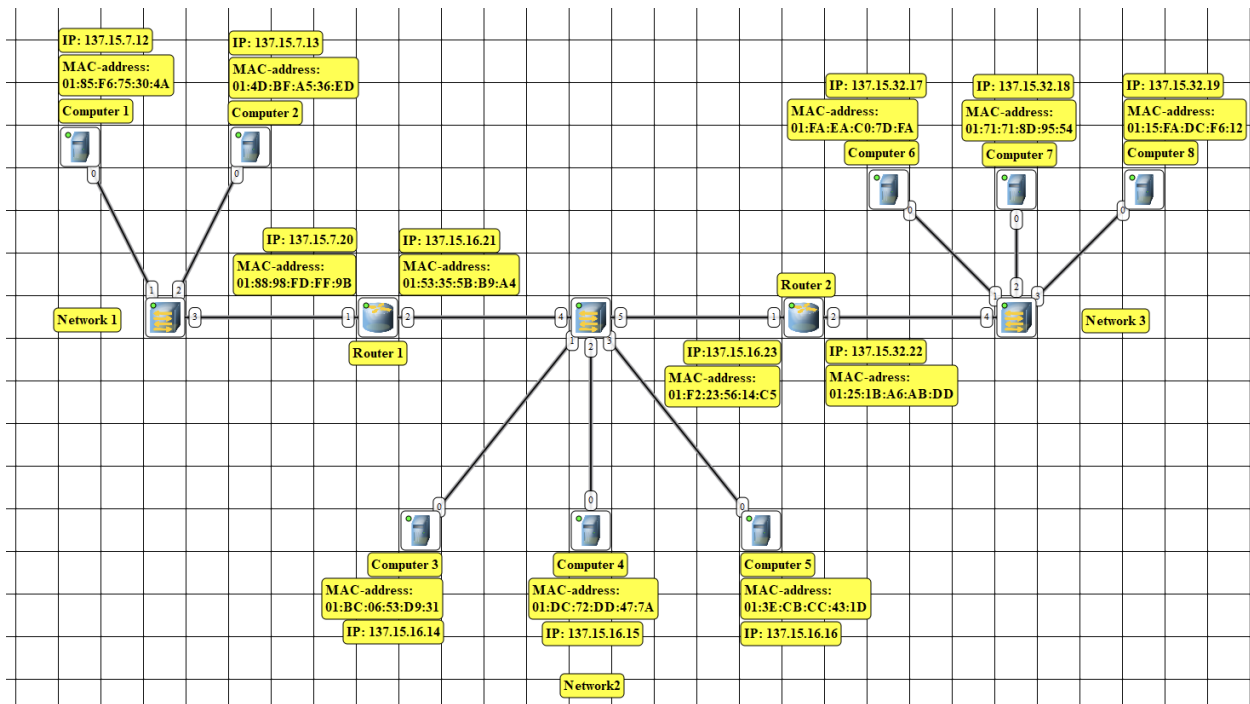 IP: 137.15.7.12
MAC-address:
01:85:F6:75:30:4A
Computer 1
0
IP: 137.15.7.13
MAC-address:
01:4D:BF:A5:36:ED
Computer 2
0
IP: 137.15.32.17
MAC-address:
01:FA:EA:C0:7D:FA
Computer 6
0
IP: 137.15.32.18
MAC-address:
01:71:71:8D:95:54
Computer 7
0
IP: 137.15.32.19
MAC-address:
01:15:FA:DC:F6:12
Computer 8
0
Network 1
1
2
3
IP: 137.15.7.20
MAC-address:
01:88:98:FD:FF:9B
1
Router 1
2
IP: 137.15.16.21
MAC-address:
01:53:35:5B:B9:A4
4
5
1
2
3
Router 2
1
2
IP:137.15.16.23
MAC-address:
01:F2:23:56:14:C5
IP: 137.15.32.22
MAC-adress:
01:25:1B:A6:AB:DD
4
1
2
3
Network 3
0
Computer 3
MAC-address:
01:BC:06:53:D9:31
IP: 137.15.16.14
0
Computer 4
MAC-address:
01:DC:72:DD:47:7A
IP: 137.15.16.15
0
Computer 5
MAC-address:
01:3E:CB:CC:43:1D
IP: 137.15.16.16
Network2